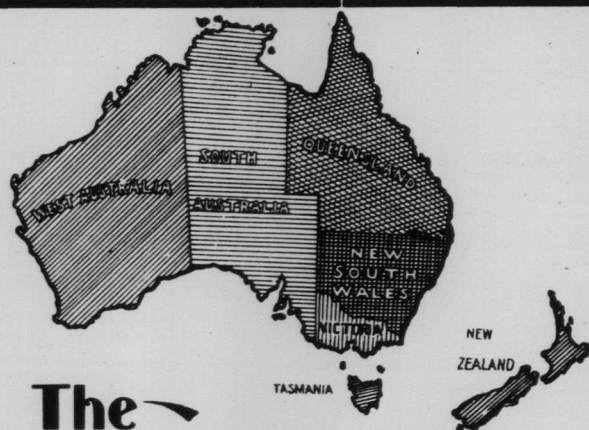 WEST AUSTRALIA
SOUTH
AUSTRALIA
QUEENSLAND
NEW
SOUTH
WALES
VICTORIA
TASMANIA
NEW
ZEALAND
The